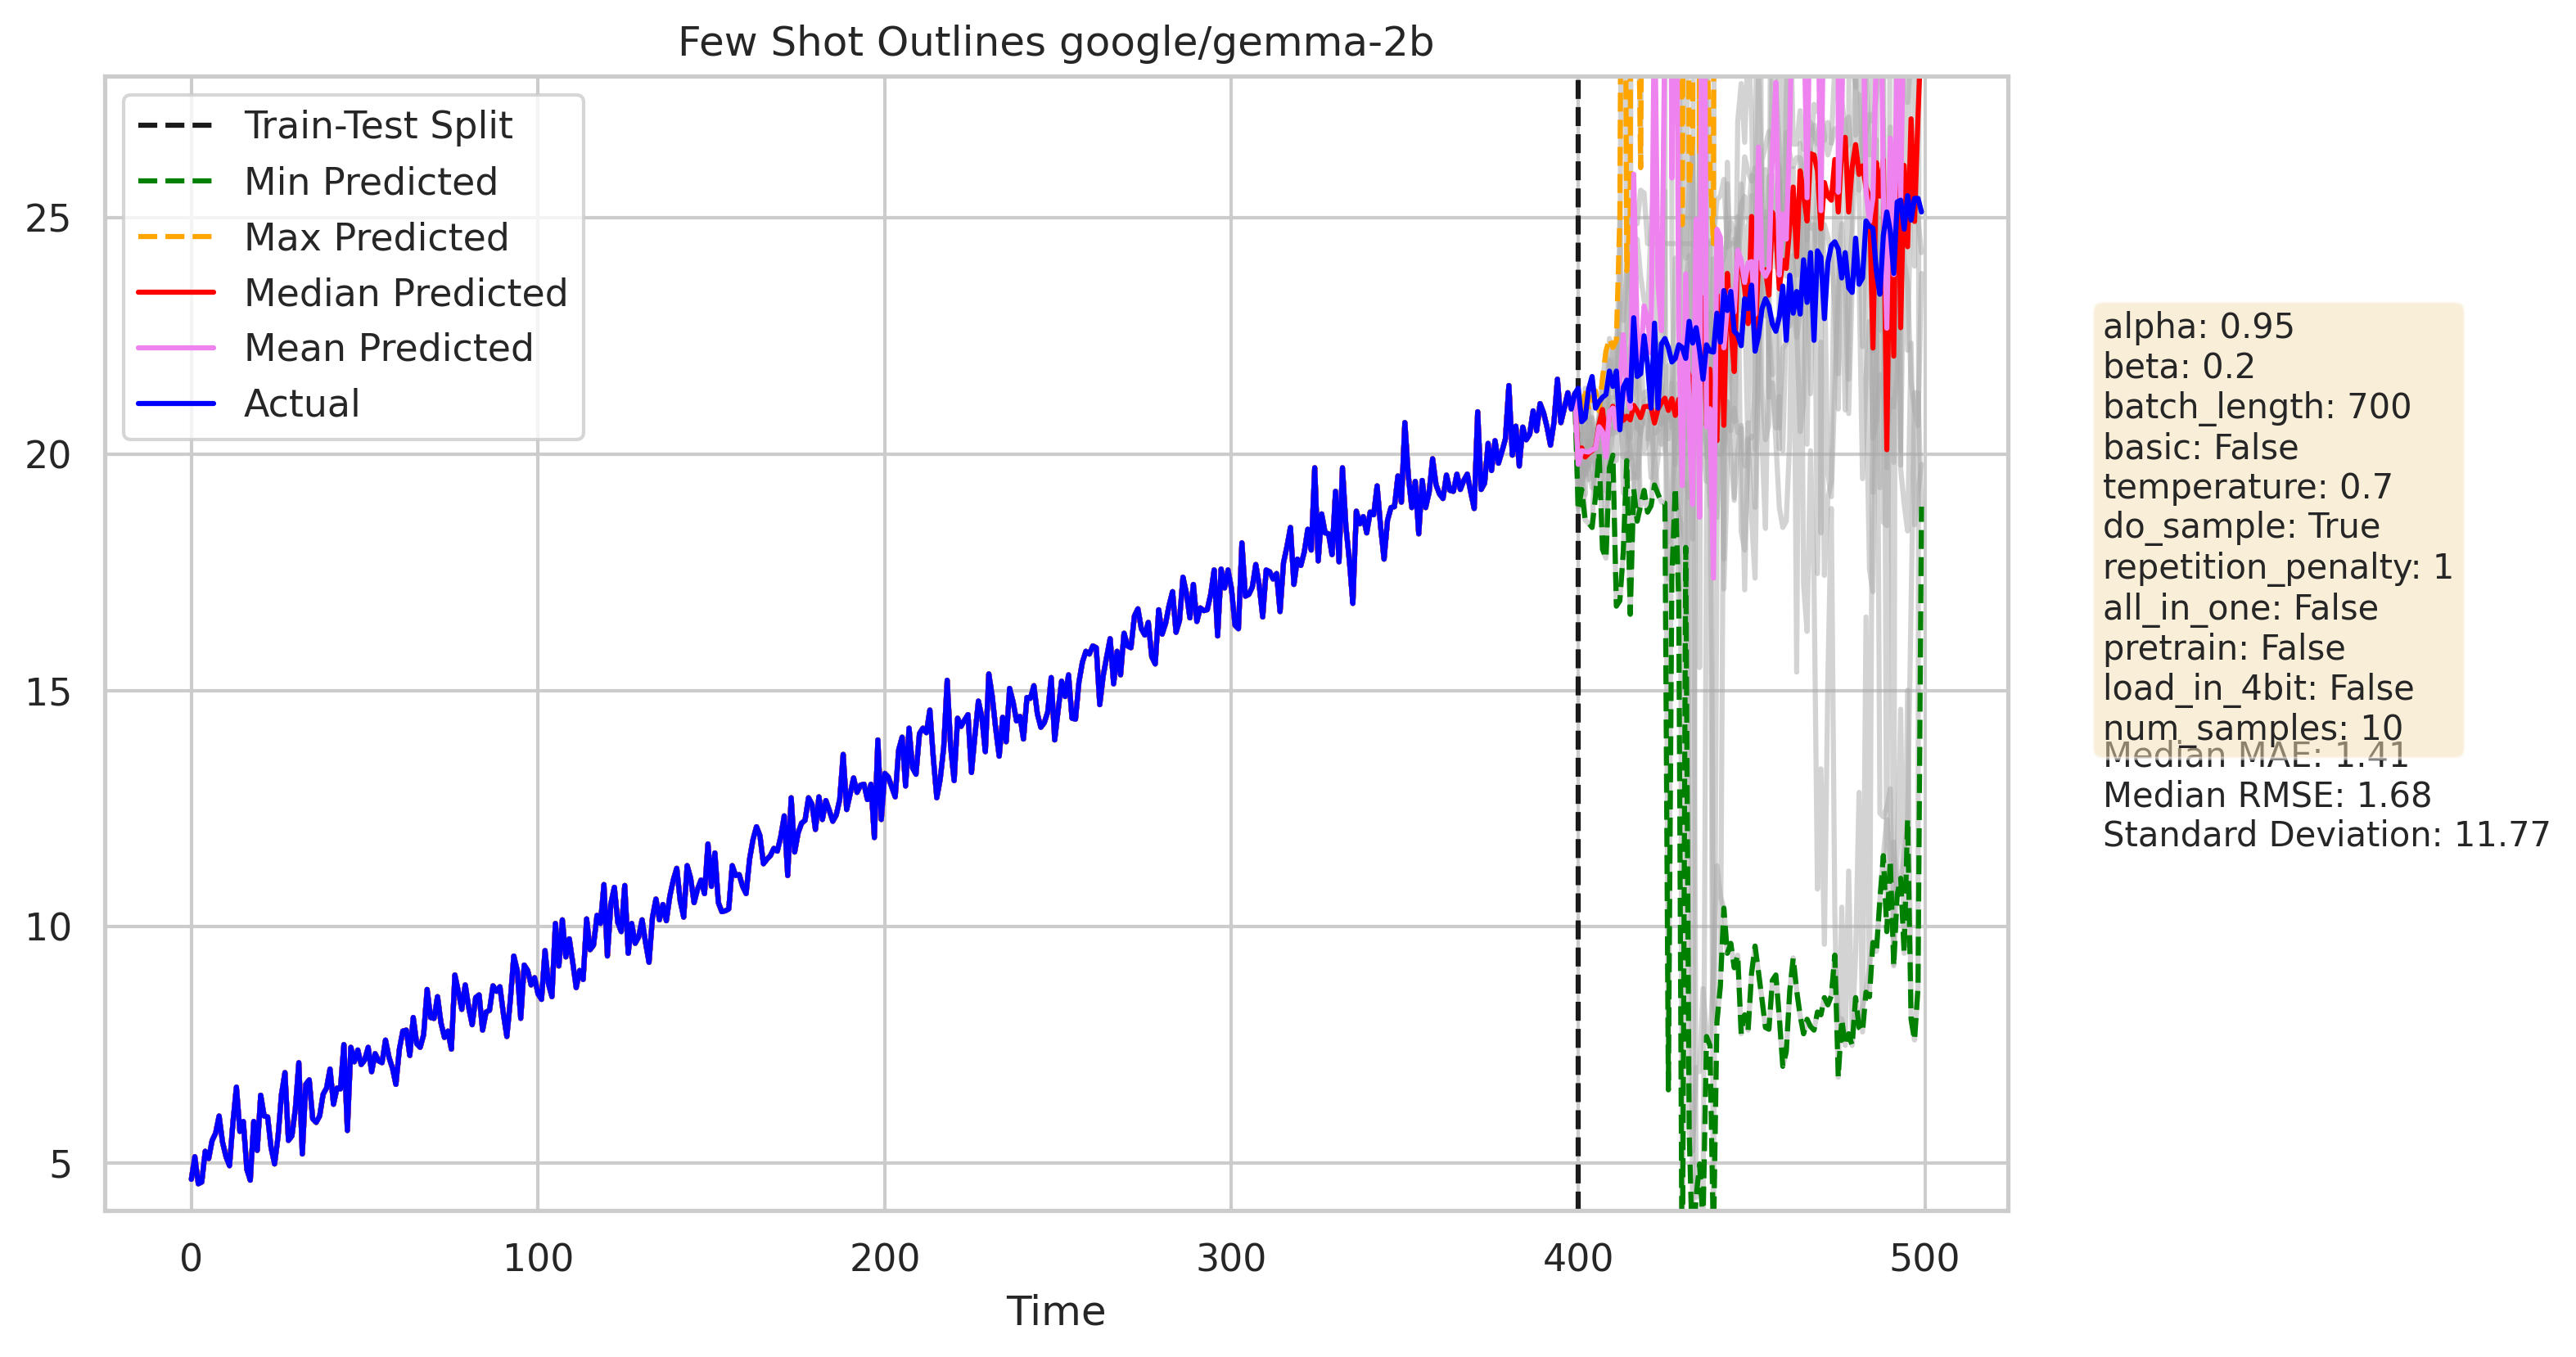 Few Shot Outlines google/gemma-2b
Train-Test Split
Min Predicted
Max Predicted
Median Predicted
Mean Predicted
Actual
25
20
15
10
5
0 100 200 300 400 500
Time
alpha: 0.95
beta: 0.2
batch_length: 700
basic: False
temperature: 0.7
do_sample: True
repetition_penalty: 1
all_in_one: False
pretrain: False
load_in_4bit: False
num_samples: 10
Median MAE: 1.41
Median RMSE: 1.68
Standard Deviation: 11.77